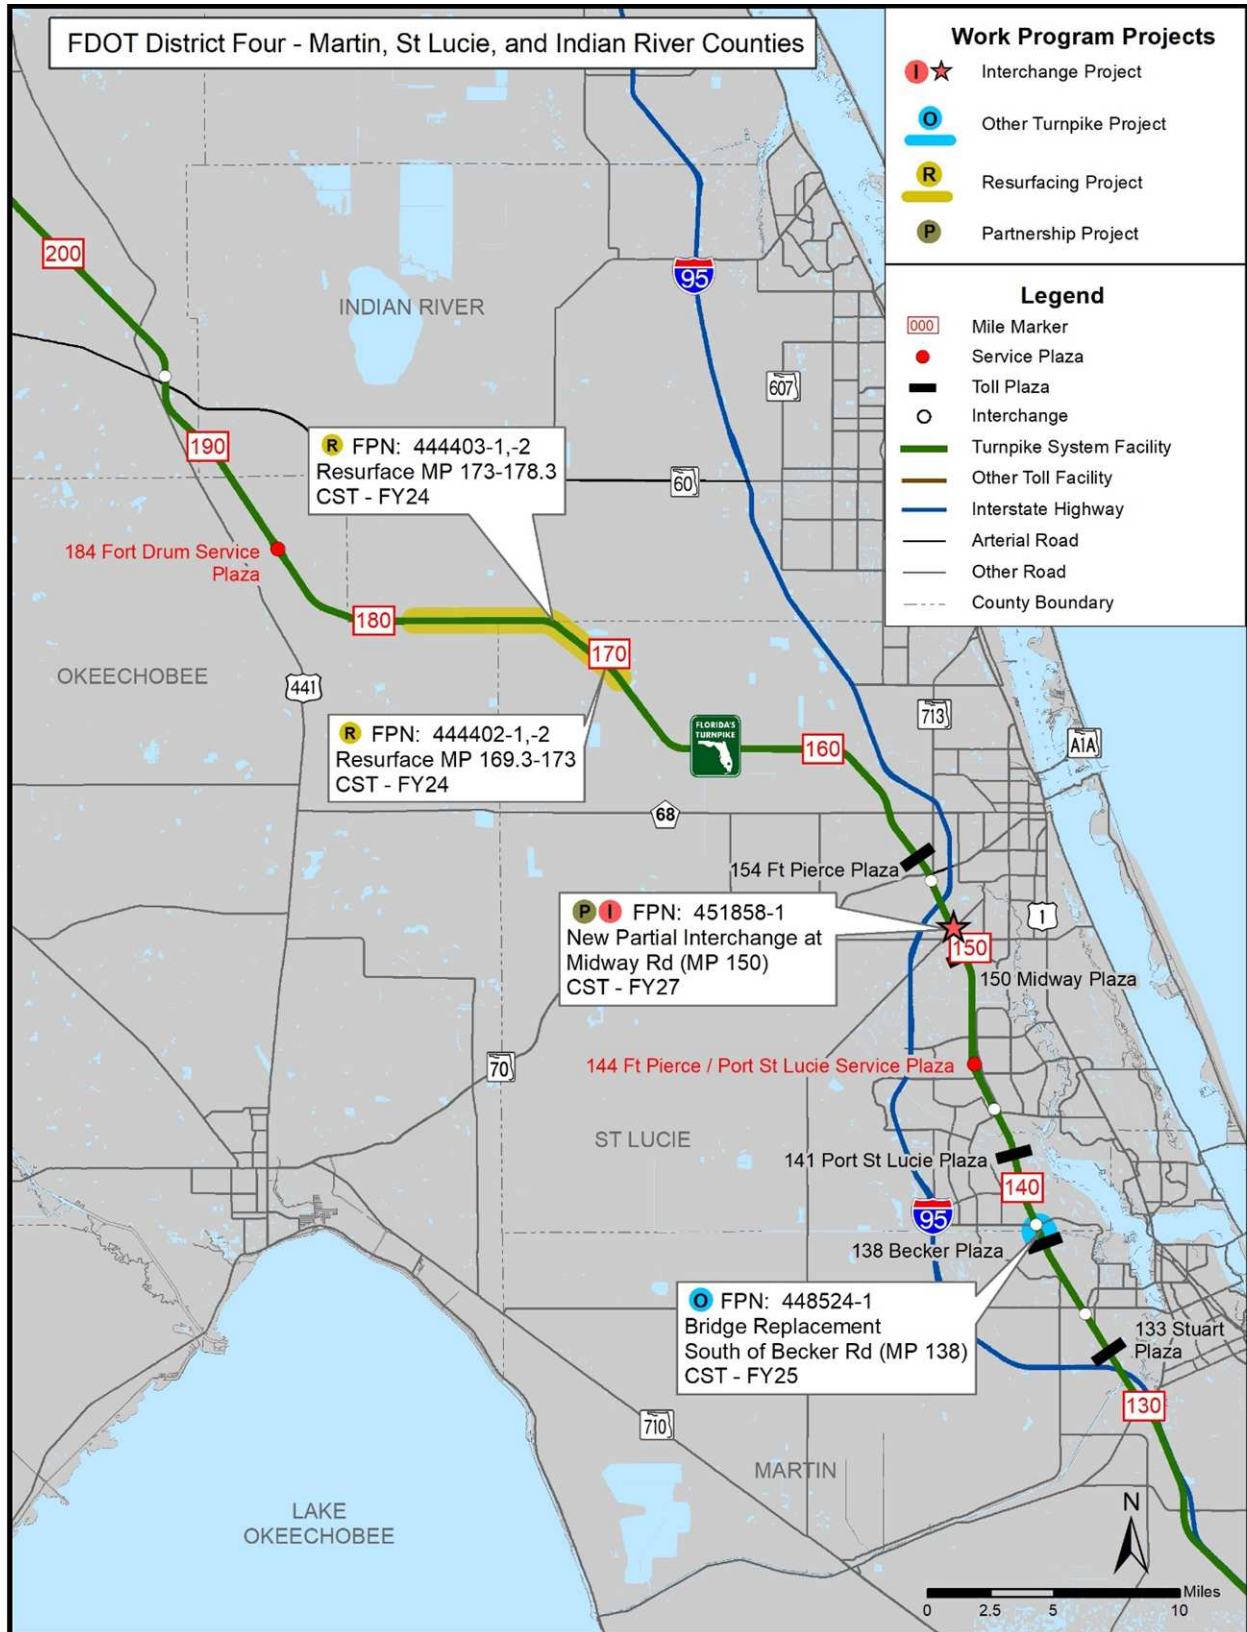 FDOT District Four - Martin, St Lucie, and Indian River Counties
Work Program Projects
I Interchange Project
O
Other Turnpike Project
R
Resurfacing Project
P Partnership Project
Legend
000 Mile Marker
Service Plaza
Toll Plaza
Interchange
Turnpike System Facility
Other Toll Facility
Interstate Highway
Arterial Road
Other Road
County Boundary
200
95
INDIAN RIVER
607
190
R FPN: 444403-1,-2
Resurface MP 173-178.3
CST - FY24
60
184 Fort Drum Service
Plaza
180
170
OKEECHOBEE
441
713
A1A
R FPN: 444402-1,-2
Resurface MP 169.3-173
CST - FY24
FLORIDA'S
TURNPIKE
160
68
154 Ft Pierce Plaza
P I FPN: 451858-1
New Partial Interchange at
Midway Rd (MP 150)
CST - FY27
1
150
150 Midway Plaza
70
144 Ft Pierce / Port St Lucie Service Plaza
ST LUCIE
141 Port St Lucie Plaza
140
95
138 Becker Plaza
O FPN: 448524-1
Bridge Replacement
South of Becker Rd (MP 138)
CST - FY25
133 Stuart
Plaza
130
710
MARTIN
LAKE
OKEECHOBEE
N
Miles
0 2.5 5 10